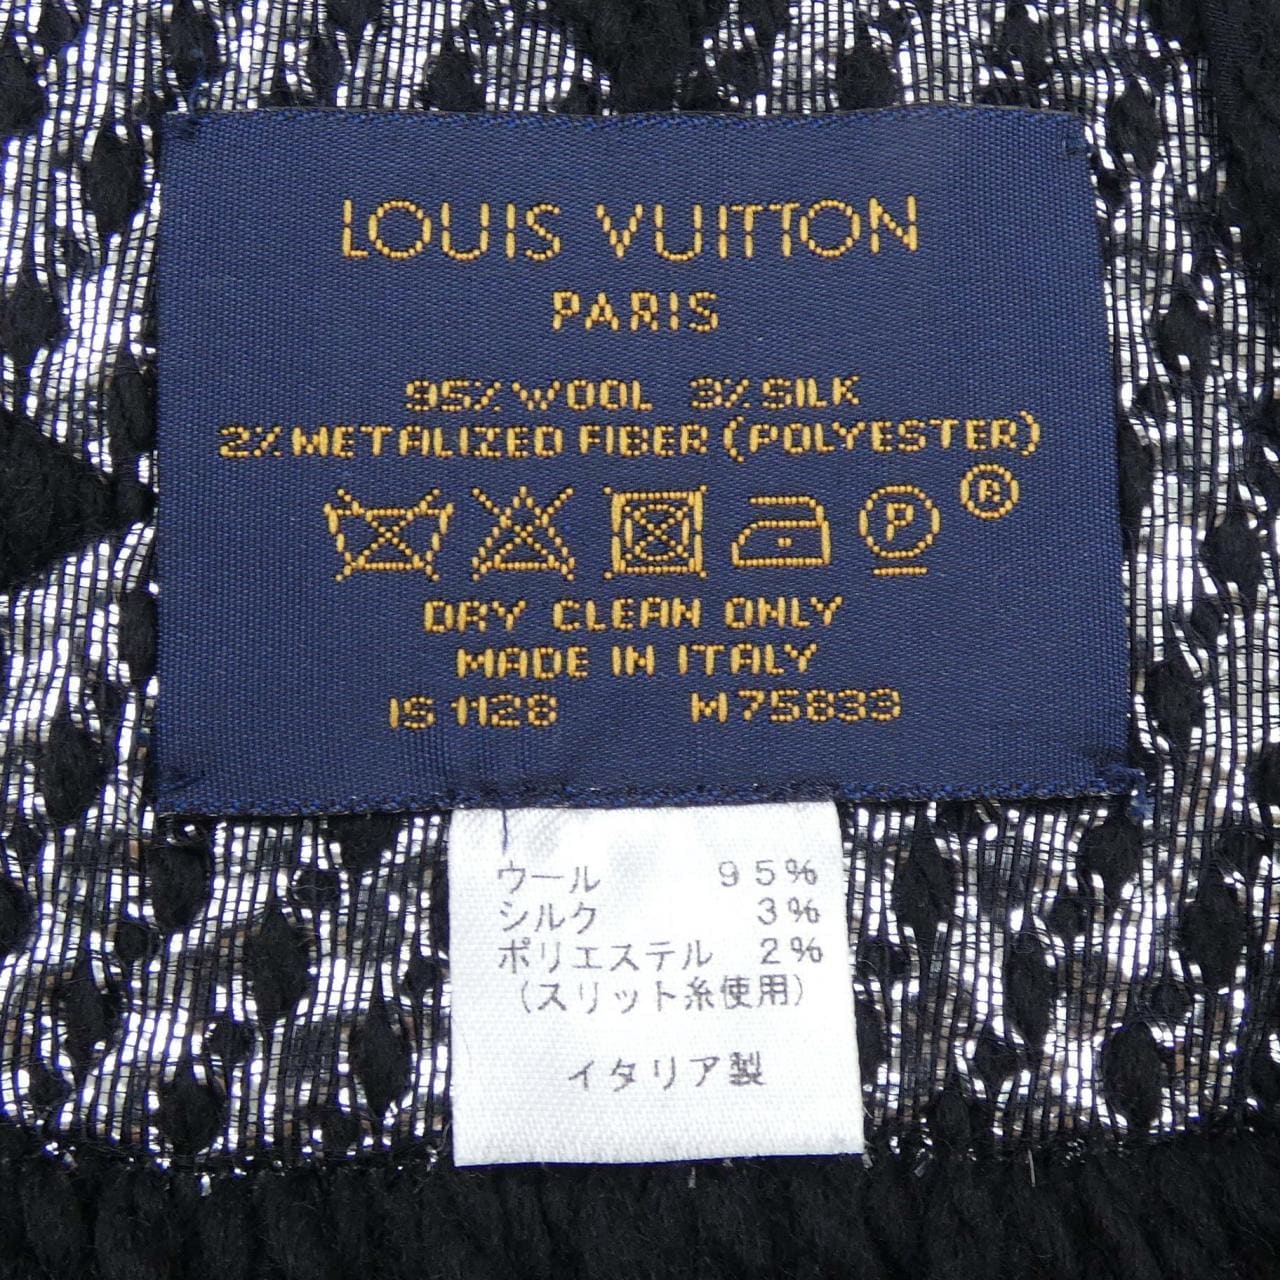 LOUIS VUITTON
PARIS
95% WOOL 3% SILK
2% METALIZED FIBER (POLYESTER)
P ®
DRY CLEAN ONLY
MADE IN ITALY
IS1128 M75833
ウール 95%
シルク 3%
ポリエステル 2%
(スリット糸使用)
イタリア製